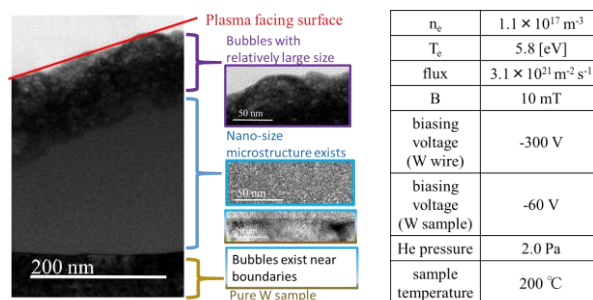 Plasma facing surface
Bubbles with
relatively large size
50 nm
Nano-size
microstructure exists
50 nm
Bubbles exist near
boundaries
Pure W sample
200 nm
nₑ 1.1 × 10¹⁷ m⁻³
Tₑ 5.8 [eV]
flux 3.1 × 10²¹ m⁻² s⁻¹
B 10 mT
biasing
voltage
(W wire)
-300 V
biasing
voltage
(W sample)
-60 V
He pressure 2.0 Pa
sample
temperature
200 ℃